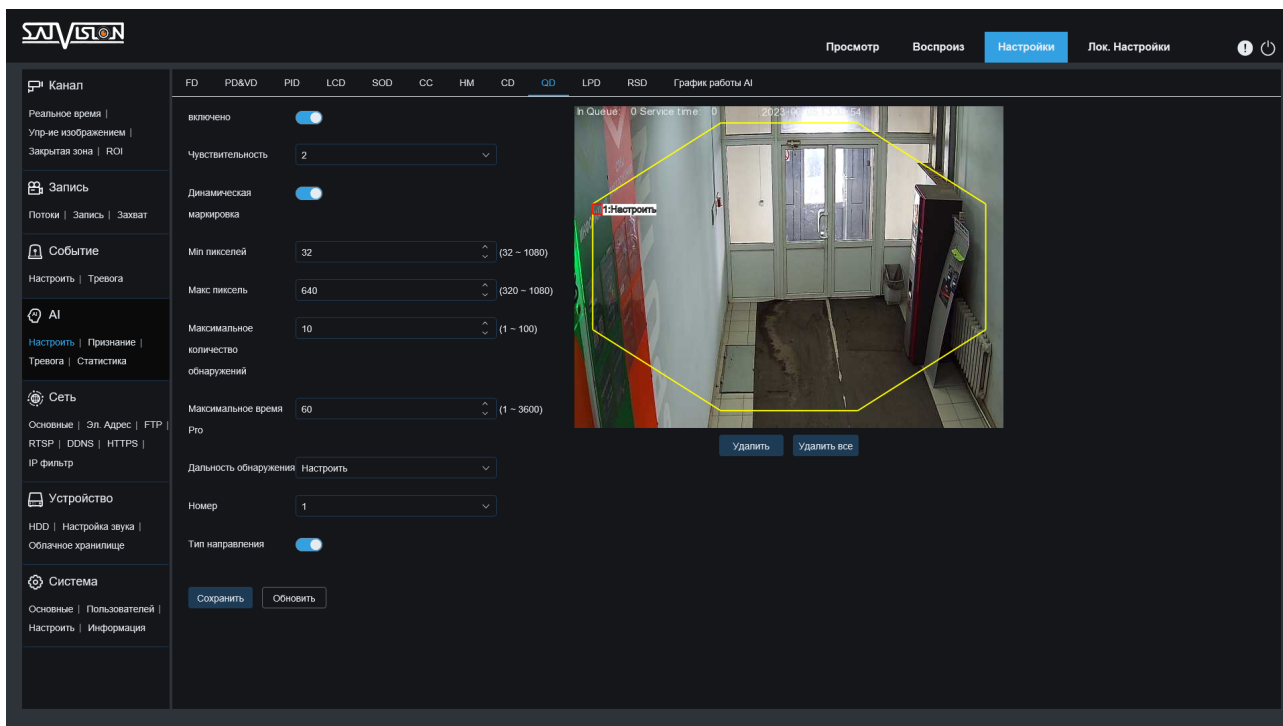 SATVISION
Просмотр
Воспроиз
Настройки
Лок. Настройки
Канал
Реальное время |
Упр-ие изображением |
Закрытая зона | ROI
Запись
Потоки | Запись | Захват
Событие
Настроить | Тревога
AI
Настроить | Признание |
Тревога | Статистика
Сеть
Основные | Эл. Адрес | FTP |
RTSP | DDNS | HTTPS |
IP фильтр
Устройство
HDD | Настройка звука |
Облачное хранилище
Система
Основные | Пользователей |
Настроить | Информация
FD PD&VD PID LCD SOD CC HM CD QD LPD RSD График работы AI
включено
Чувствительность 2
Динамическая
маркировка
Min пикселей 32 (32 ~ 1080)
Макс пиксель 640 (320 ~ 1080)
Максимальное 10 (1 ~ 100)
количество
обнаружений
Максимальное время 60 (1 ~ 3600)
Pro
Дальность обнаружения Настроить
Номер 1
Тип направления
Сохранить Обновить
In Queue: 0 Service time: 0
1:Настроить
Удалить Удалить все